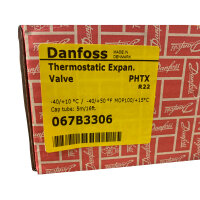 Danfoss
MADE IN
DENMARK
Thermostatic Expan.
Valve PHTX
R22
-40/+10 °C / -40/+50 °F MOP100/+15°C
Cap tube: 5m/16ft.
067B3306